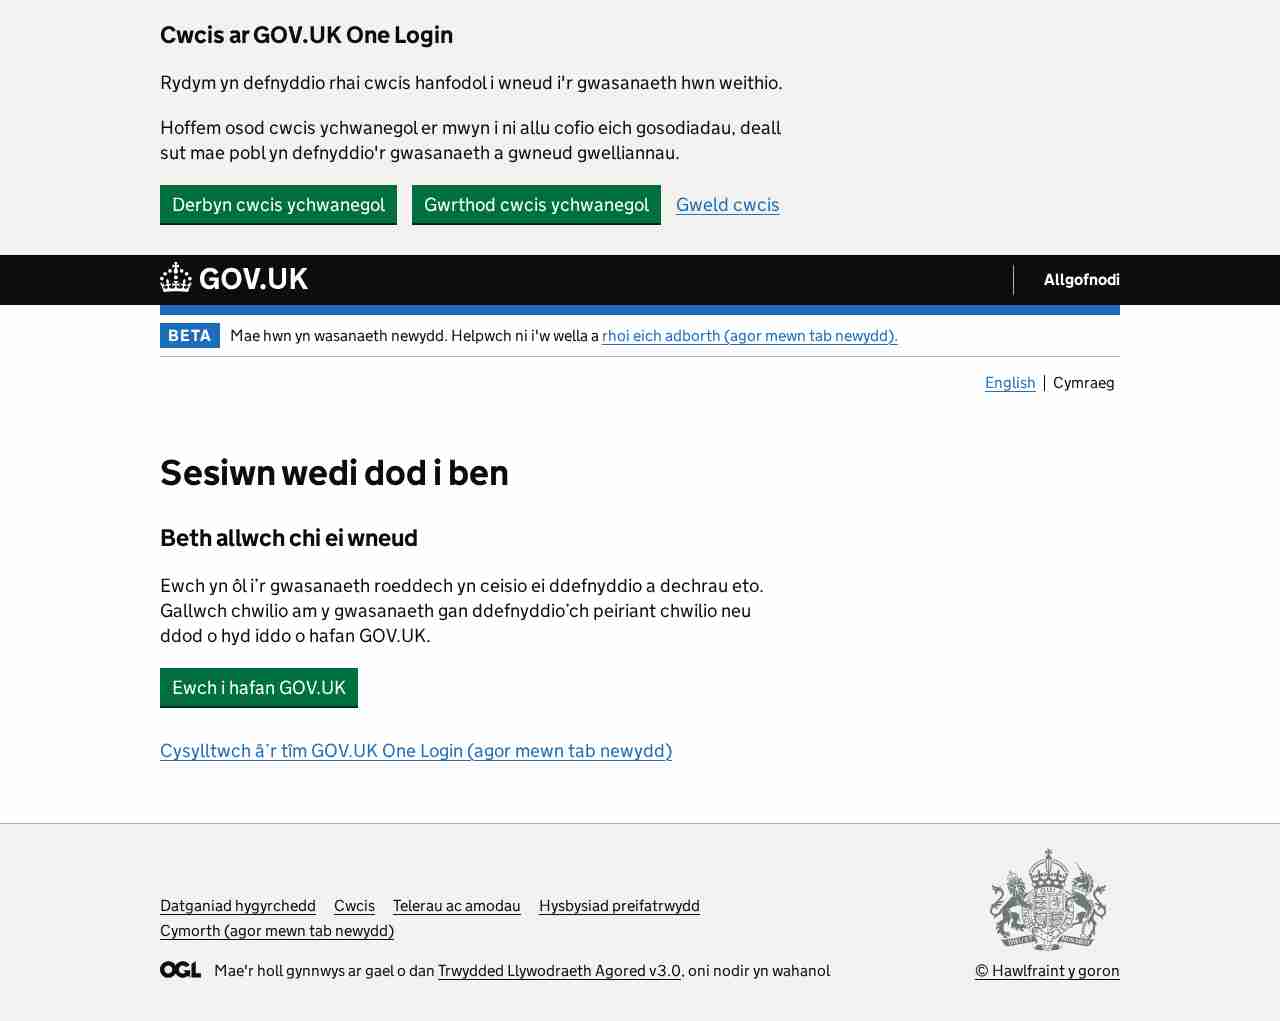 Cwcis ar GOV.UK One Login
Rydym yn defnyddio rhai cwcis hanfodol i wneud i'r gwasanaeth hwn weithio.
Hoffem osod cwcis ychwanegol er mwyn i ni allu cofio eich gosodiadau, deall
sut mae pobl yn defnyddio'r gwasanaeth a gwneud gwelliannau.
Derbyn cwcis ychwanegol Gwrthod cwcis ychwanegol Gweld cwcis
GOV.UK Allgofnodi
BETA Mae hwn yn wasanaeth newydd. Helpwch ni i'w wella a rhoi eich adborth (agor mewn tab newydd).
English Cymraeg
Sesiwn wedi dod i ben
Beth allwch chi ei wneud
Ewch yn ôl i’r gwasanaeth roeddech yn ceisio ei ddefnyddio a dechrau eto.
Gallwch chwilio am y gwasanaeth gan ddefnyddio’ch peiriant chwilio neu
ddod o hyd iddo o hafan GOV.UK.
Ewch i hafan GOV.UK
Cysylltwch â’r tîm GOV.UK One Login (agor mewn tab newydd)
Datganiad hygyrchedd Cwcis Telerau ac amodau Hysbysiad preifatrwydd
Cymorth (agor mewn tab newydd)
OGL Mae'r holl gynnwys ar gael o dan Trwydded Llywodraeth Agored v3.0, oni nodir yn wahanol
© Hawlfraint y goron